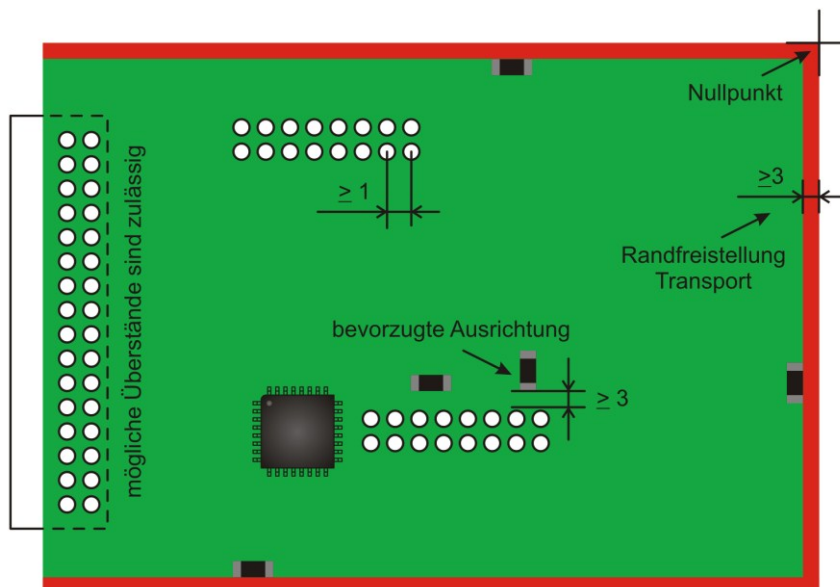 Nullpunkt
≥ 1
≥3
Randfreistellung
Transport
mögliche Überstände sind zulässig
bevorzugte Ausrichtung
≥ 3